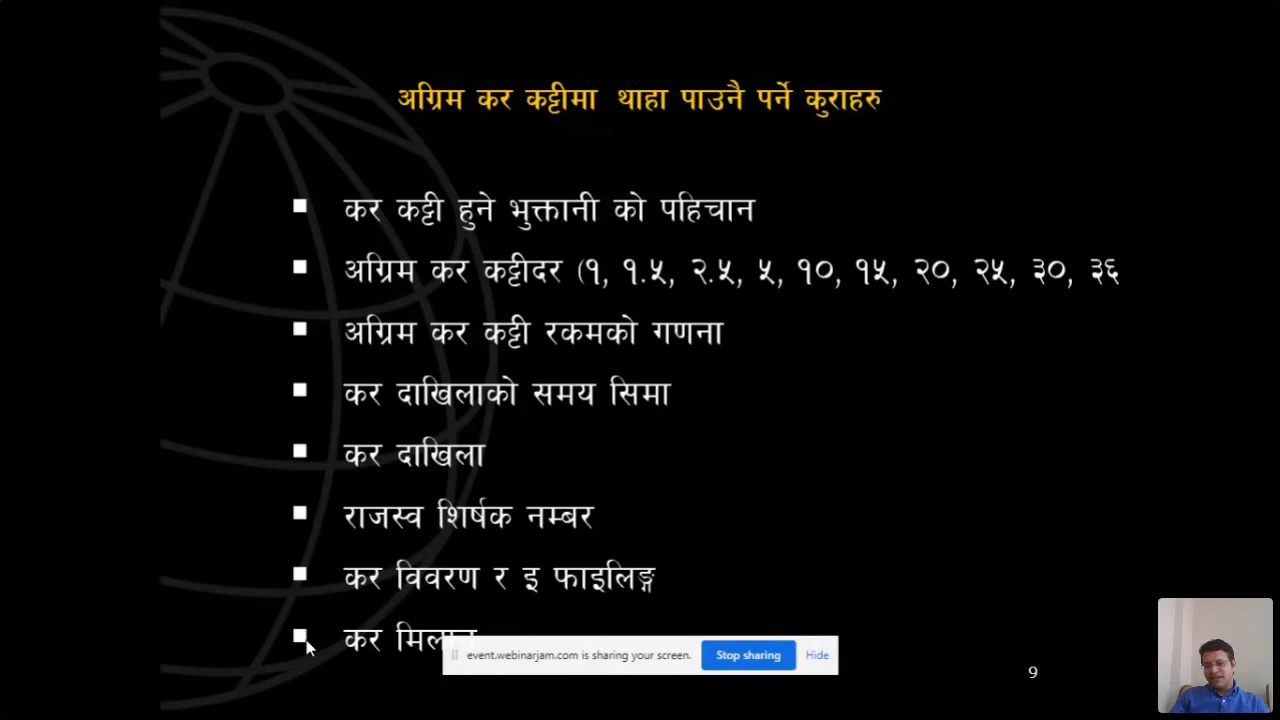 अग्रिम कर कट्टीमा थाहा पाउनै पर्ने कुराहरु
कर कट्टी हुने भुक्तानी को पहिचान
अग्रिम कर कट्टीदर (१, १.५, २.५, ५, १०, १५, २०, २५, ३०, ३६
अग्रिम कर कट्टी रकमको गणना
कर दाखिलाको समय सिमा
कर दाखिला
राजस्व शिर्षक नम्बर
कर विवरण र इ फाइलिङ्ग
कर मिलान
event.webinarjam.com is sharing your screen. Stop sharing Hide
9